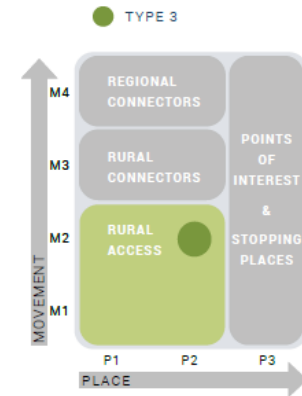 TYPE 3
M4
REGIONAL
CONNECTORS
M3
RURAL
CONNECTORS
POINTS
OF
INTEREST
&
STOPPING
PLACES
M2
RURAL
ACCESS
M1
MOVEMENT
P1
P2
P3
PLACE